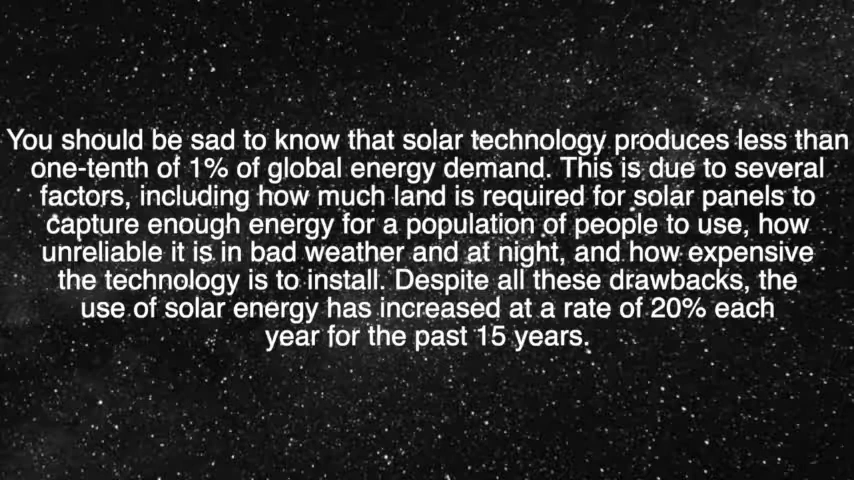 You should be sad to know that solar technology produces less than
one-tenth of 1% of global energy demand. This is due to several
factors, including how much land is required for solar panels to
capture enough energy for a population of people to use, how
unreliable it is in bad weather and at night, and how expensive
the technology is to install. Despite all these drawbacks, the
use of solar energy has increased at a rate of 20% each
year for the past 15 years.